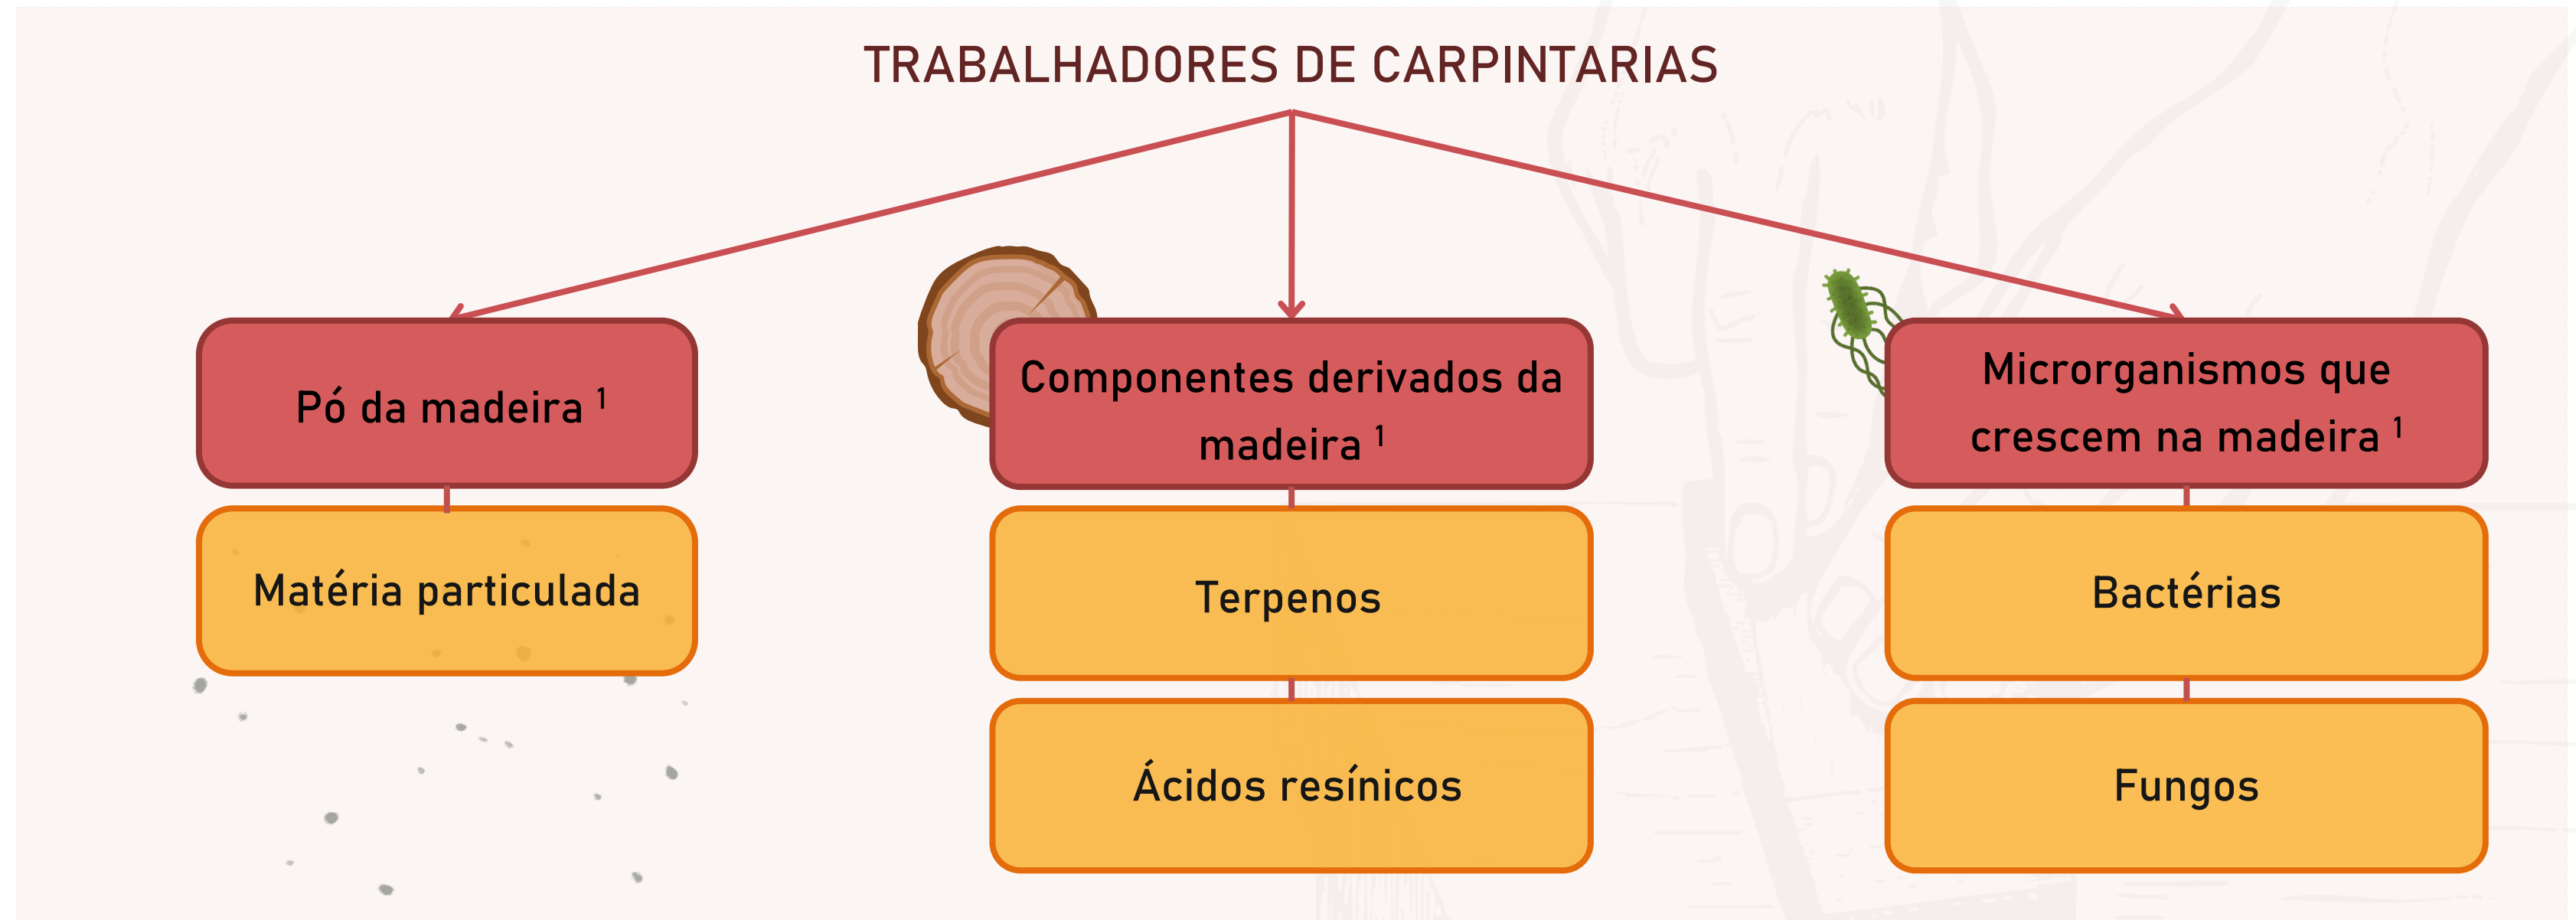 TRABALHADORES DE CARPINTARIAS
Pó da madeira ¹
Matéria particulada
Componentes derivados da
madeira ¹
Terpenos
Ácidos resínicos
Microrganismos que
crescem na madeira ¹
Bactérias
Fungos